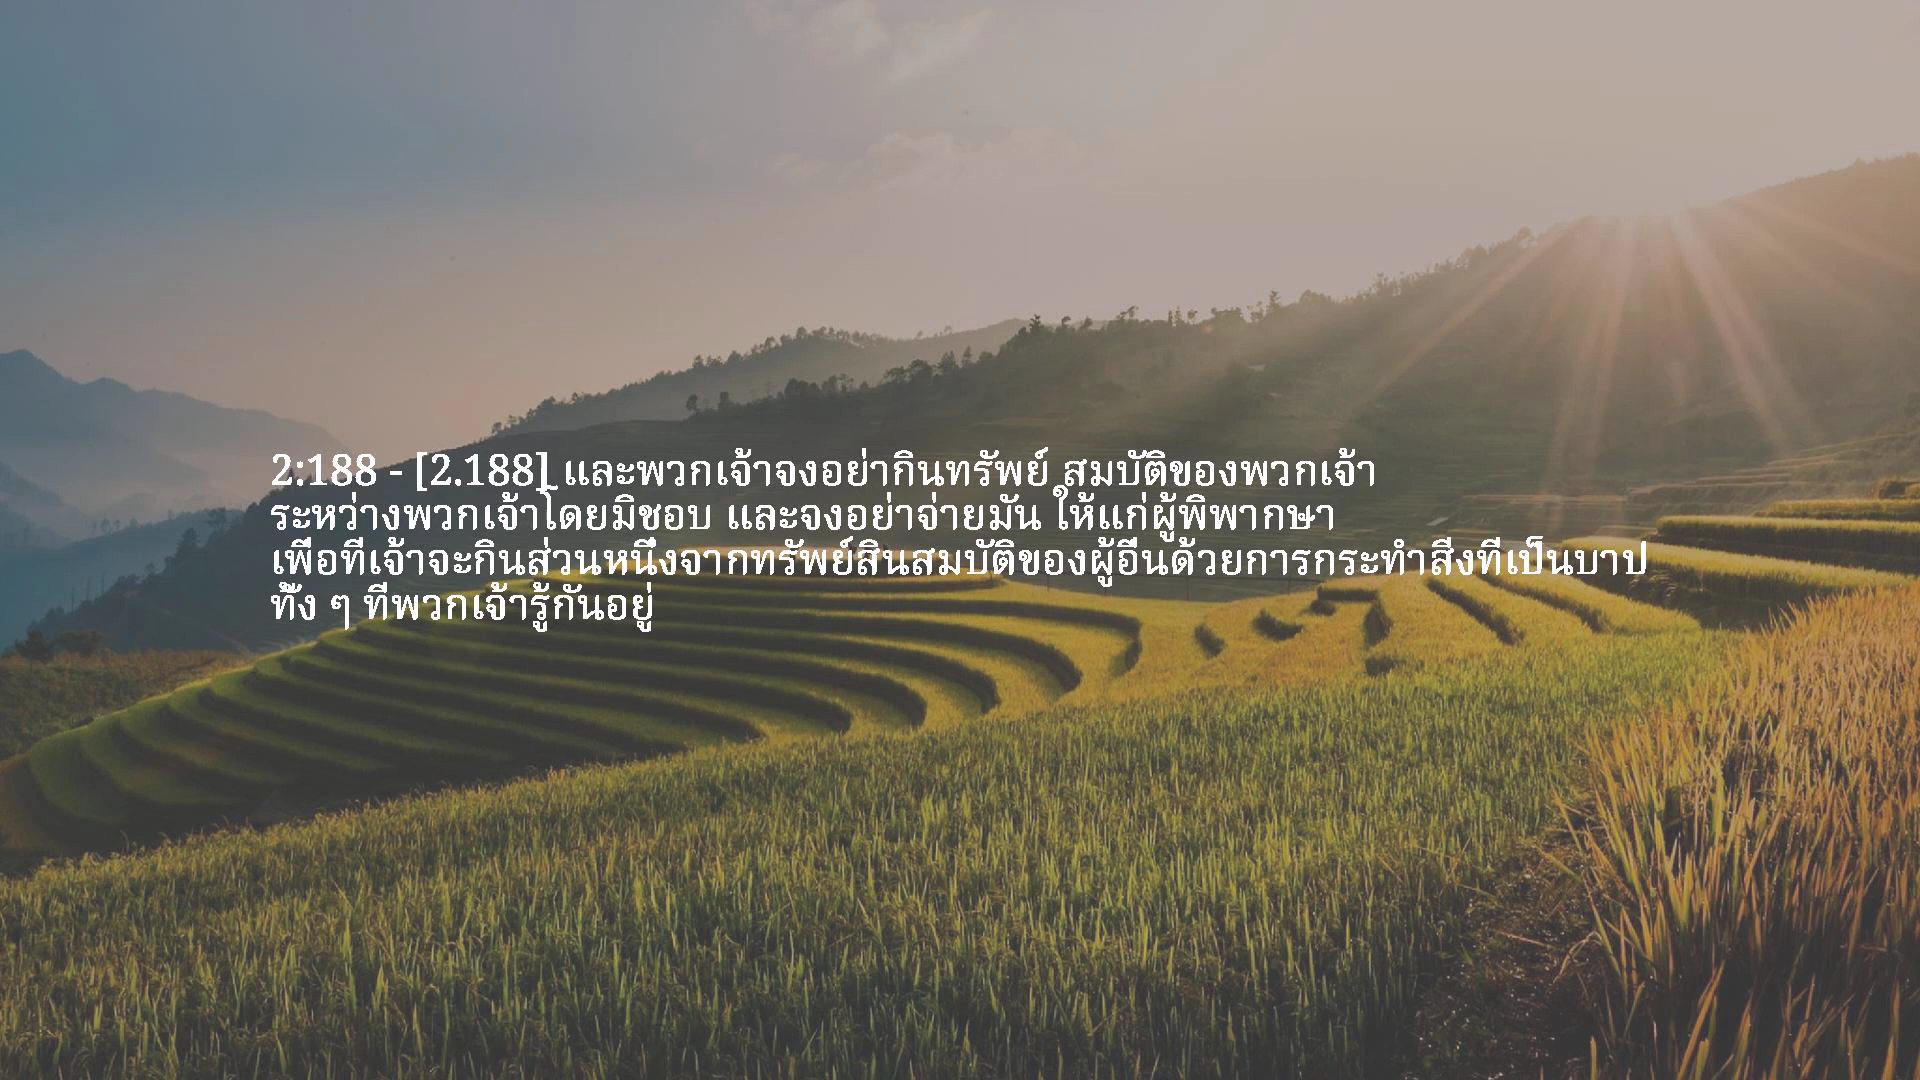 2:188 - [2.188] และพวกเจ้าจงอย่ากินทรัพย์ สมบัติของพวกเจ้า
ระหว่างพวกเจ้าโดยมิชอบ และจงอย่าจ่ายมัน ให้แก่ผู้พิพากษา
เพื่อที่เจ้าจะกินส่วนหนึ่งจากทรัพย์สินสมบัติของผู้อื่นด้วยการกระทำสิ่งที่เป็นบาป
ทั้ง ๆ ที่พวกเจ้ารู้กันอยู่